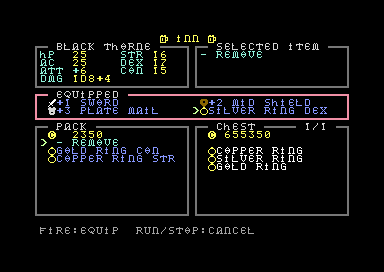 INN
BLACK THORNE
HP 25 STR 16
AC 25 DEX 17
ATT +6 CON 15
DMG 1D8+4
SELECTED ITEM
- REMOVE
EQUIPPED
+1 SWORD
+3 PLATE MAIL
+2 MID SHIELD
>SILVER RING DEX
PACK
2350
> - REMOVE
GOLD RING CON
COPPER RING STR
CHEST 1/1
655350
COPPER RING
SILVER RING
GOLD RING
FIRE:EQUIP RUN/STOP:CANCEL